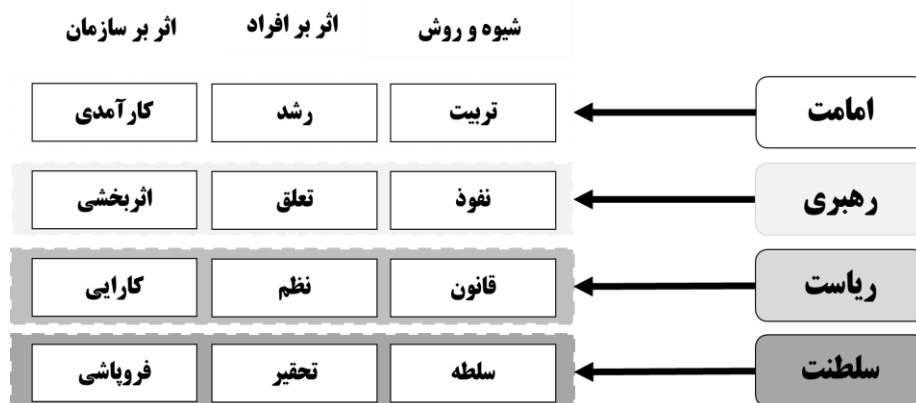 شیوه و روش اثر بر افراد اثر بر سازمان
امامت تربیت رشد کارآمدی
رهبری نفوذ تعلق اثربخشی
ریاست قانون نظم کارایی
سلطنت سلطه تحقیر فروپاشی